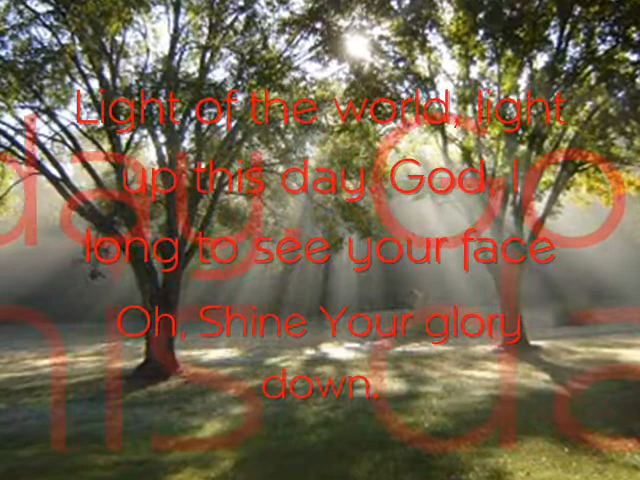 Light of the world, light
up this day. God, I
long to see your face
Oh, Shine Your glory
down.